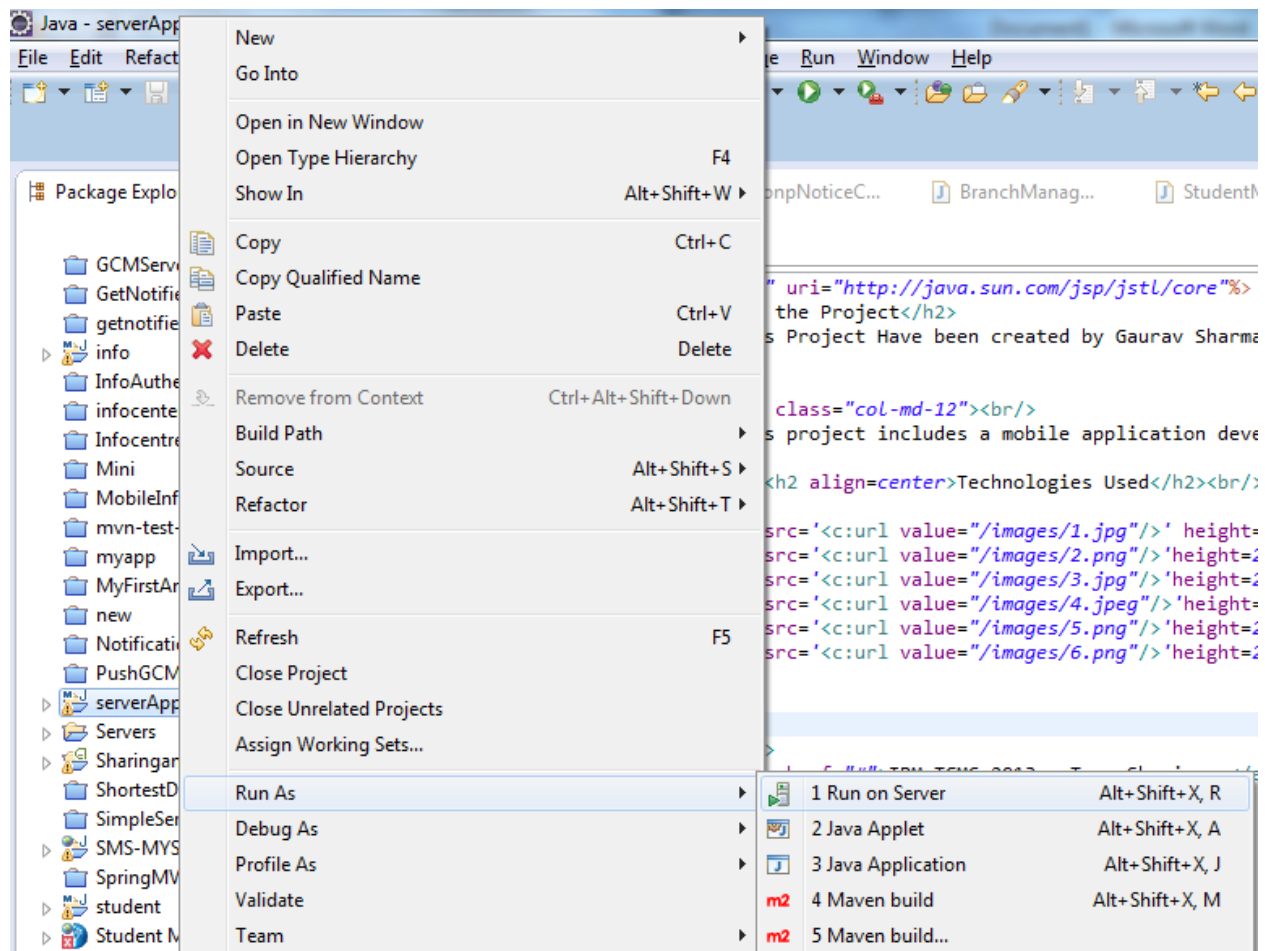 Java - serverApp
File Edit Refact
ge Run Window Help
Package Explo
GCMServ
GetNotifie
getnotifie
info
InfoAuthe
infocente
Infocentre
Mini
MobileInf
mvn-test-
myapp
MyFirstAn
new
Notificatio
PushGCM
serverApp
Servers
Sharingan
ShortestD
SimpleSer
SMS-MYS
SpringMV
student
Student M
New
Go Into
Open in New Window
Open Type Hierarchy F4
Show In Alt+Shift+W
Copy Ctrl+C
Copy Qualified Name
Paste Ctrl+V
Delete Delete
Remove from Context Ctrl+Alt+Shift+Down
Build Path
Source Alt+Shift+S
Refactor Alt+Shift+T
Import...
Export...
Refresh F5
Close Project
Close Unrelated Projects
Assign Working Sets...
Run As
Debug As
Profile As
Validate
Team
onpNoticeC... BranchManag... StudentM
" uri="http://java.sun.com/jsp/jstl/core"%>
the Project</h2>
s Project Have been created by Gaurav Sharma
class="col-md-12"><br/>
s project includes a mobile application deve
<h2 align=center>Technologies Used</h2><br/>
src='<c:url value="/images/1.jpg"/>' height=
src='<c:url value="/images/2.png"/>'height=2
src='<c:url value="/images/3.jpg"/>'height=2
src='<c:url value="/images/4.jpeg"/>'height=
src='<c:url value="/images/5.png"/>'height=2
src='<c:url value="/images/6.png"/>'height=2
>
1 Run on Server Alt+Shift+X, R
2 Java Applet Alt+Shift+X, A
3 Java Application Alt+Shift+X, J
m2 4 Maven build Alt+Shift+X, M
m2 5 Maven build...